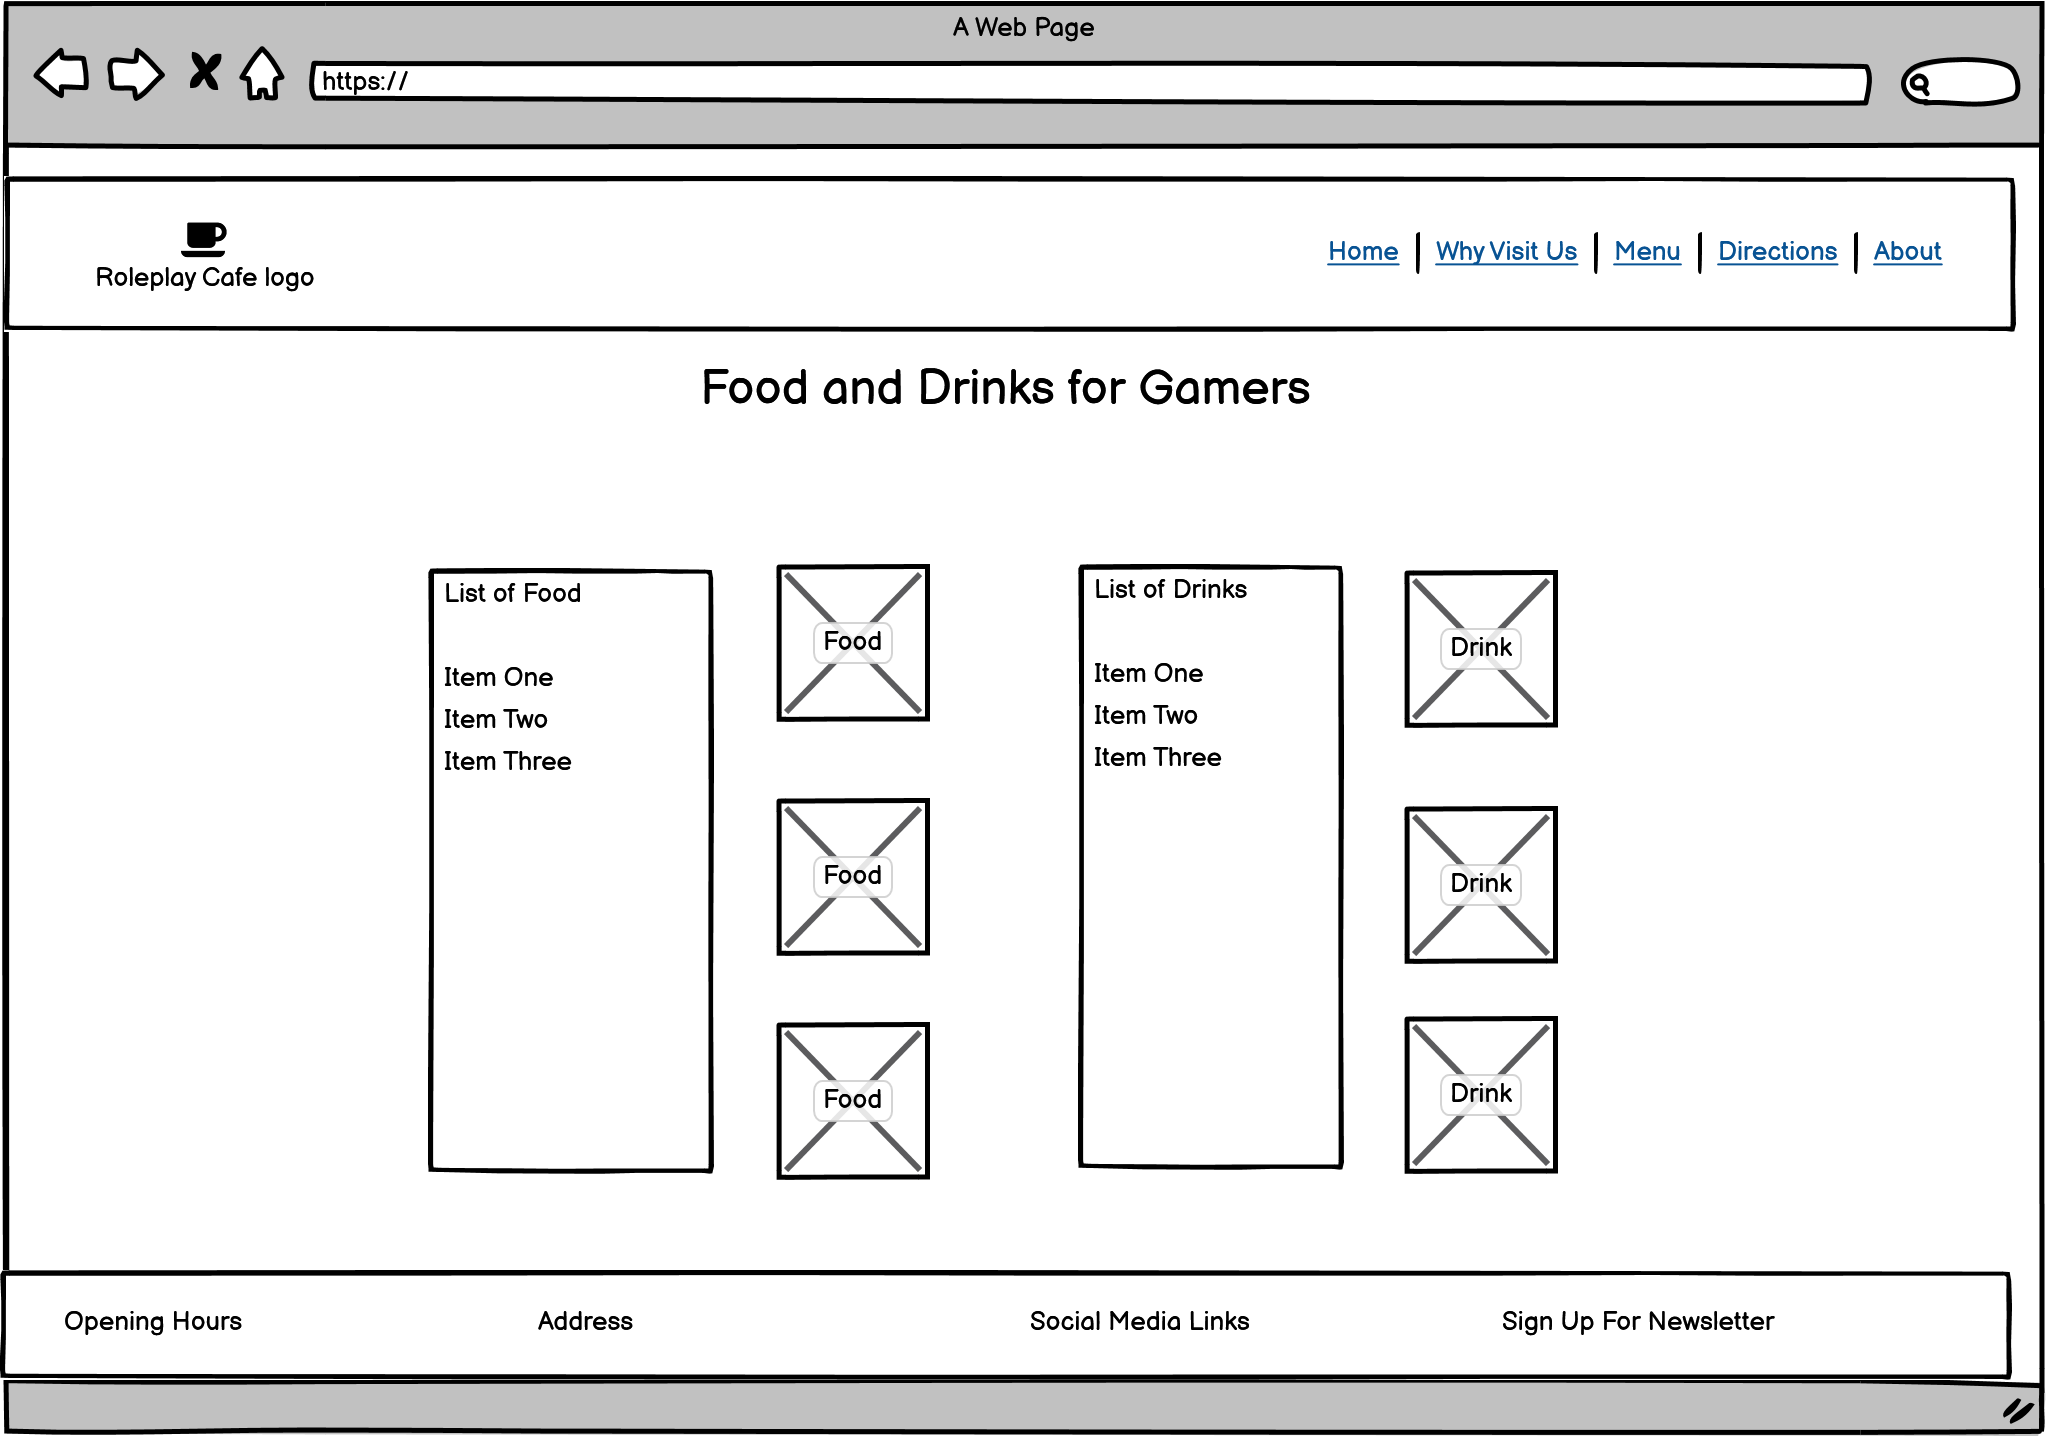 A Web Page
https://
Roleplay Cafe logo
Home | Why Visit Us | Menu | Directions | About
Food and Drinks for Gamers
List of Food
Item One
Item Two
Item Three
Food
Food
Food
List of Drinks
Item One
Item Two
Item Three
Drink
Drink
Drink
Opening Hours
Address
Social Media Links
Sign Up For Newsletter